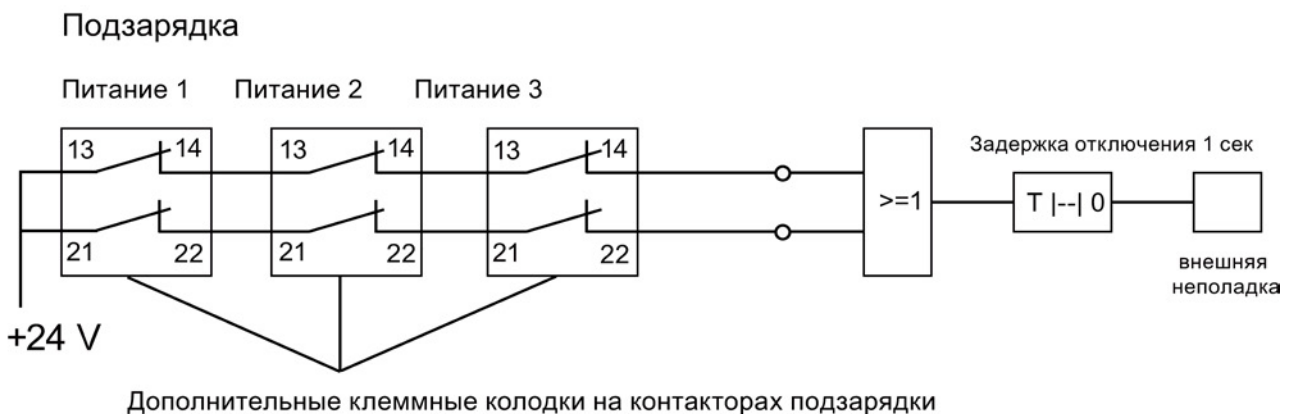 Подзарядка
Питание 1 Питание 2 Питание 3
13 14 13 14 13 14
Задержка отключения 1 сек
>=1 T |--| 0
21 22 21 22 21 22
внешняя
неполадка
+24 V
Дополнительные клеммные колодки на контакторах подзарядки